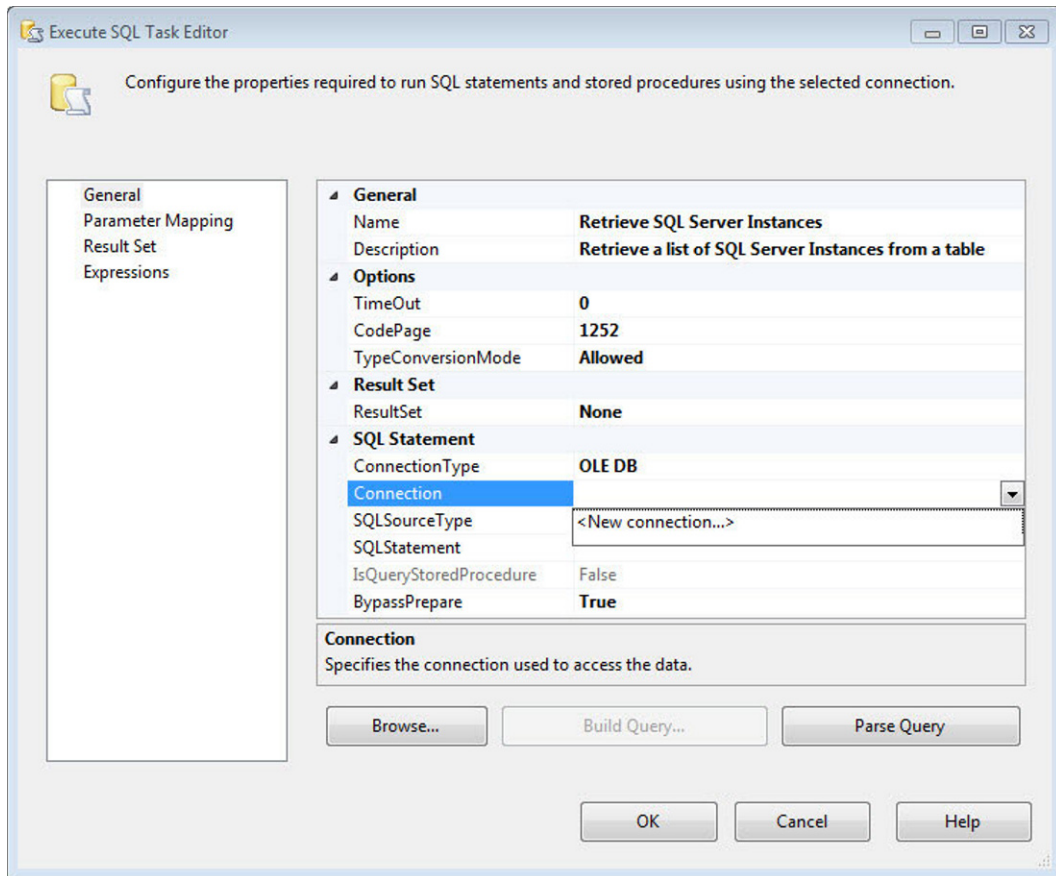 Execute SQL Task Editor
Configure the properties required to run SQL statements and stored procedures using the selected connection.
General
Parameter Mapping
Result Set
Expressions
General
Name Retrieve SQL Server Instances
Description Retrieve a list of SQL Server Instances from a table
Options
TimeOut 0
CodePage 1252
TypeConversionMode Allowed
Result Set
ResultSet None
SQL Statement
ConnectionType OLE DB
Connection
SQLSourceType <New connection...>
SQLStatement
IsQueryStoredProcedure False
BypassPrepare True
Connection
Specifies the connection used to access the data.
Browse... Build Query... Parse Query
OK Cancel Help